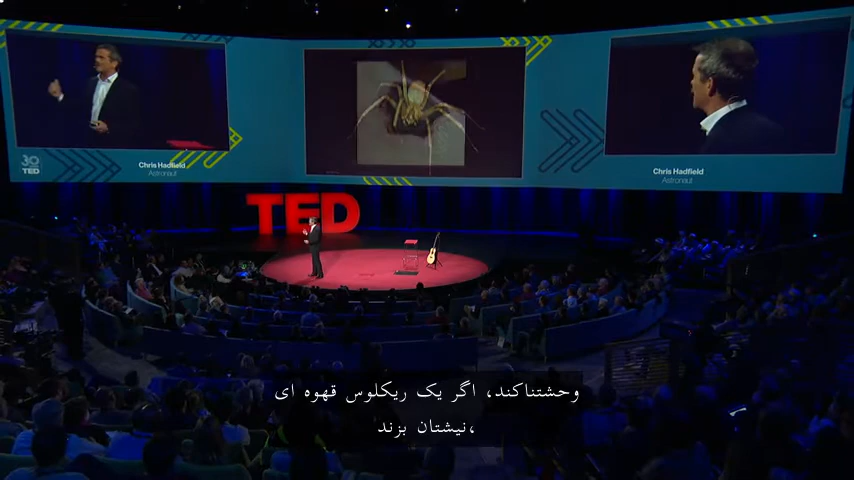 30
TED
Chris Hadfield
Astronaut
Chris Hadfield
Astronaut
TED
وحشتناکند، اگر یک ریکلوس قهوه ای
،نیشتان بزند